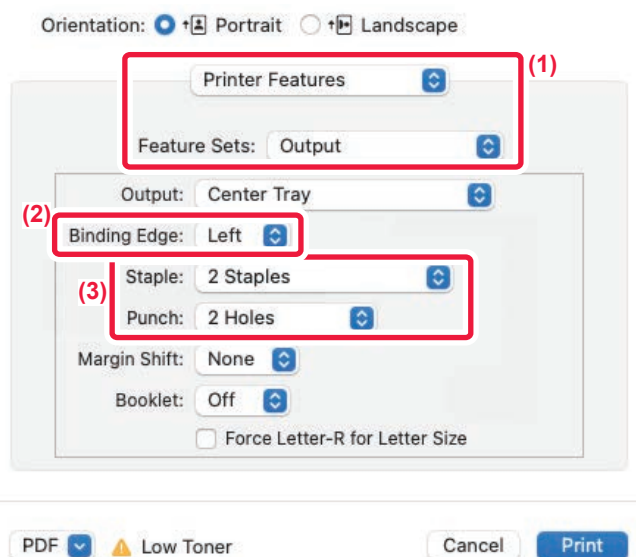 Orientation: Portrait Landscape
Printer Features
(1)
Feature Sets: Output
Output: Center Tray
(2)
Binding Edge: Left
Staple: 2 Staples
(3)
Punch: 2 Holes
Margin Shift: None
Booklet: Off
Force Letter-R for Letter Size
PDF Low Toner Cancel Print